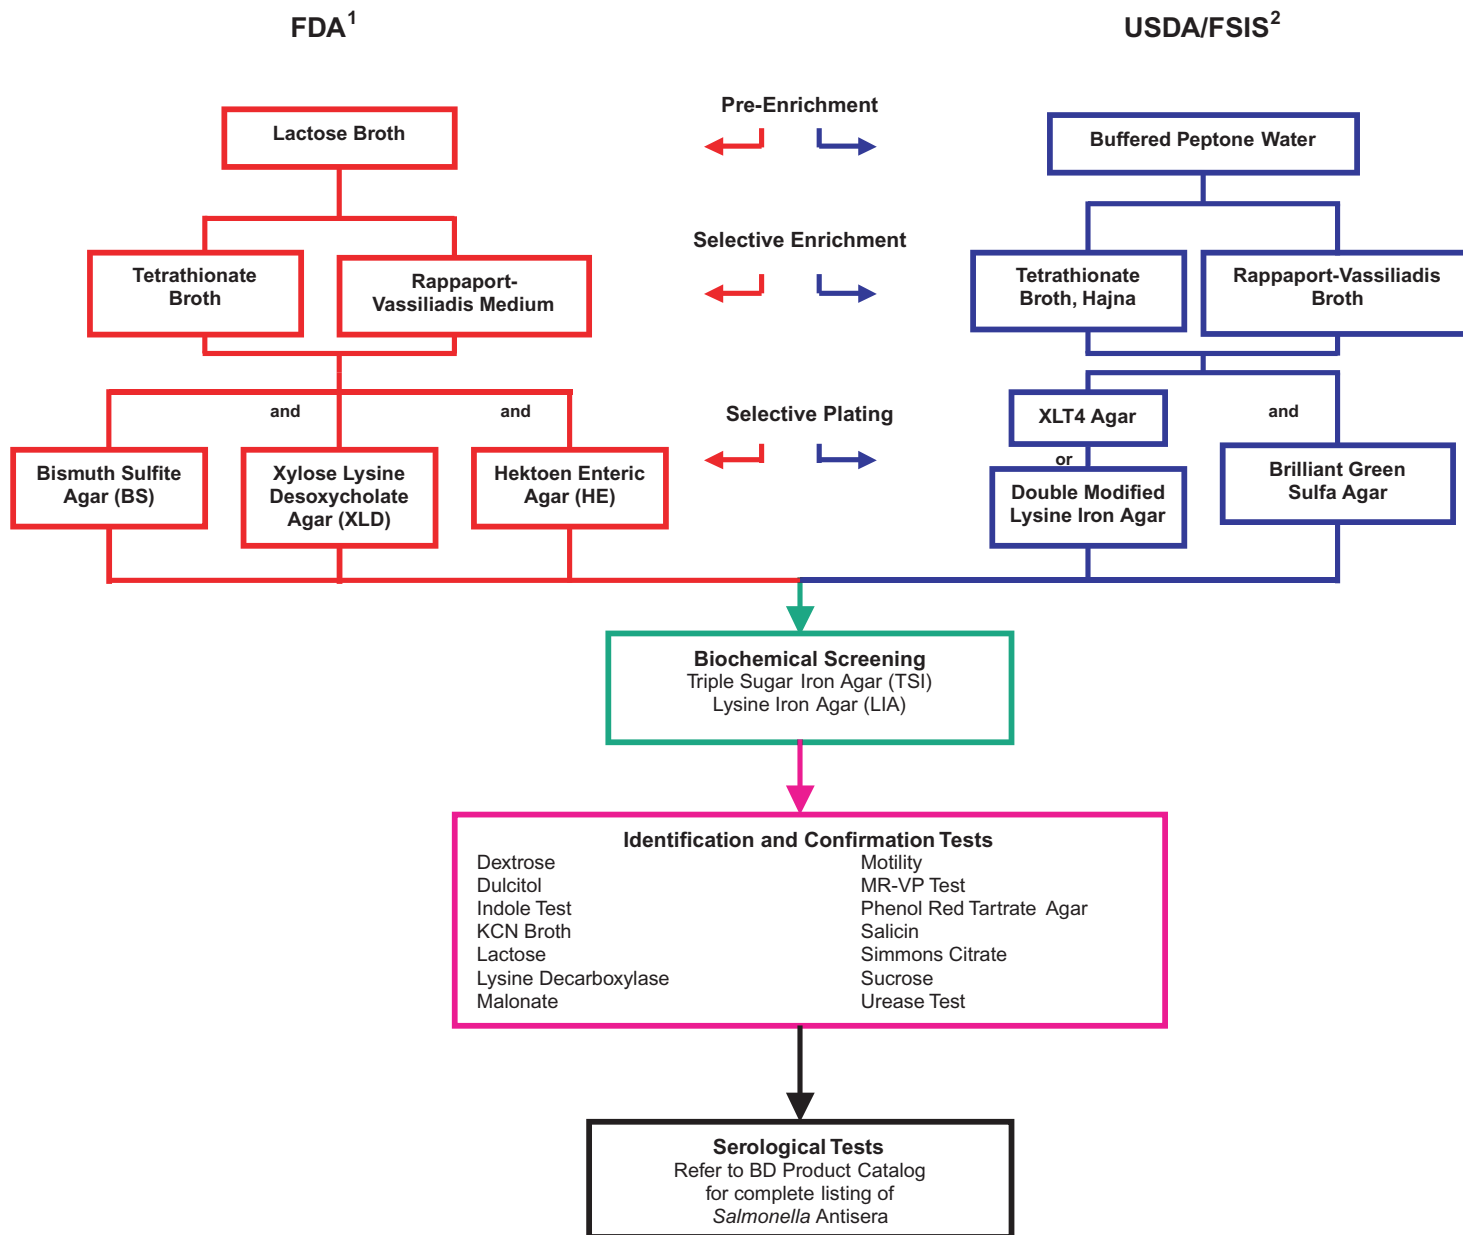 FDA1
USDA/FSIS2
Pre-Enrichment
Lactose Broth
Buffered Peptone Water
Selective Enrichment
Tetrathionate
Broth
Rappaport-
Vassiliadis Medium
Tetrathionate
Broth, Hajna
Rappaport-Vassiliadis
Broth
Selective Plating
and
and
XLT4 Agar
and
or
Bismuth Sulfite
Agar (BS)
Xylose Lysine
Desoxycholate
Agar (XLD)
Hektoen Enteric
Agar (HE)
Double Modified
Lysine Iron Agar
Brilliant Green
Sulfa Agar
Biochemical Screening
Triple Sugar Iron Agar (TSI)
Lysine Iron Agar (LIA)
Identification and Confirmation Tests
Dextrose
Dulcitol
Indole Test
KCN Broth
Lactose
Lysine Decarboxylase
Malonate
Motility
MR-VP Test
Phenol Red Tartrate Agar
Salicin
Simmons Citrate
Sucrose
Urease Test
Serological Tests
Refer to BD Product Catalog
for complete listing of
Salmonella Antisera